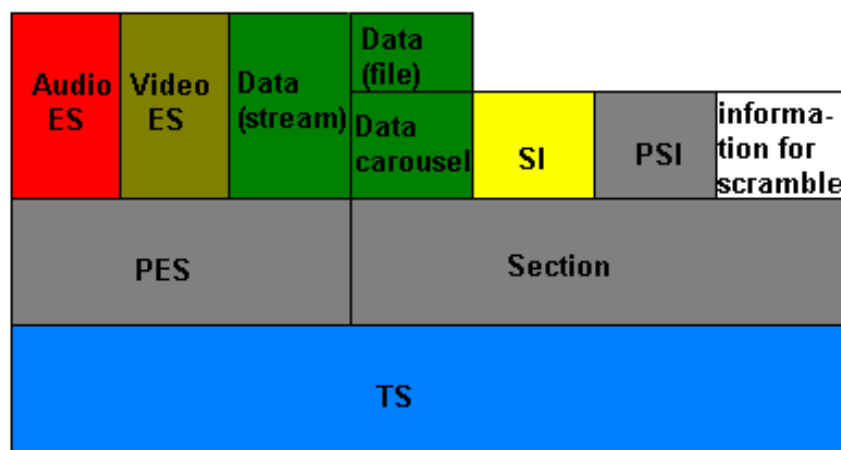 Audio
ES
Video
ES
Data
(stream)
Data
(file)
Data
carousel
SI
PSI
informa-
tion for
scramble
PES
Section
TS